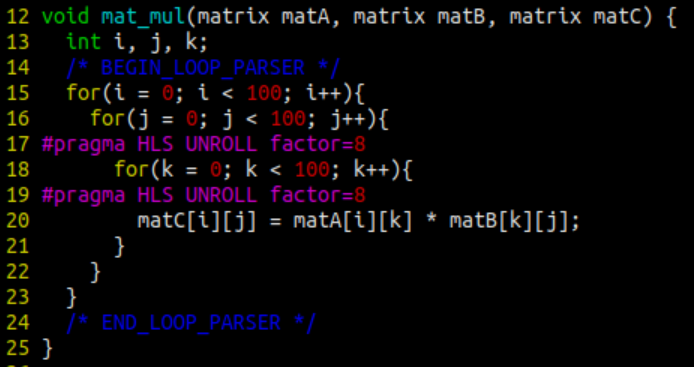 12 void mat_mul(matrix matA, matrix matB, matrix matC) {
13   int i, j, k;
14   /* BEGIN_LOOP_PARSER */
15   for(i = 0; i < 100; i++){
16     for(j = 0; j < 100; j++){
17 #pragma HLS UNROLL factor=8
18       for(k = 0; k < 100; k++){
19 #pragma HLS UNROLL factor=8
20         matC[i][j] = matA[i][k] * matB[k][j];
21       }
22     }
23   }
24   /* END_LOOP_PARSER */
25 }